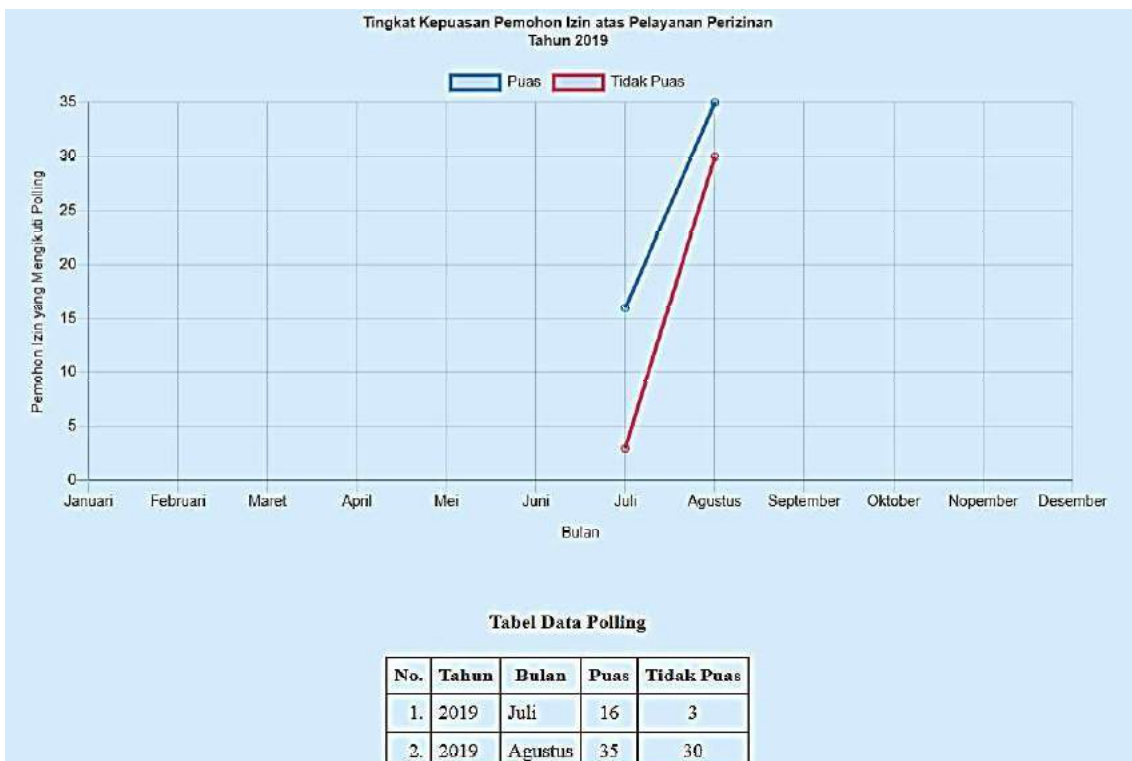 Tingkat Kepuasan Pemohon Izin atas Pelayanan Perizinan
Tahun 2019
Puas Tidak Puas
Pemohon Izin yang Mengikuti Polling
35
30
25
20
15
10
5
0
Januari Februari Maret April Mei Juni Juli Agustus September Oktober Nopember Desember
Bulan
Tabel Data Polling
No. Tahun Bulan Puas Tidak Puas
1. 2019 Juli 16 3
2. 2019 Agustus 35 30